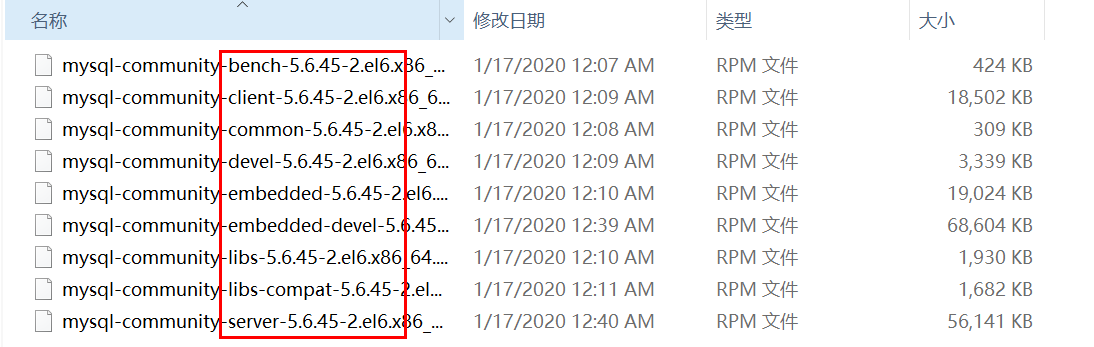 名称 修改日期 类型 大小
mysql-community-bench-5.6.45-2.el6.x86_... 1/17/2020 12:07 AM RPM 文件 424 KB
mysql-community-client-5.6.45-2.el6.x86_6... 1/17/2020 12:09 AM RPM 文件 18,502 KB
mysql-community-common-5.6.45-2.el6.x8... 1/17/2020 12:08 AM RPM 文件 309 KB
mysql-community-devel-5.6.45-2.el6.x86_6... 1/17/2020 12:09 AM RPM 文件 3,339 KB
mysql-community-embedded-5.6.45-2.el6.... 1/17/2020 12:10 AM RPM 文件 19,024 KB
mysql-community-embedded-devel-5.6.45... 1/17/2020 12:39 AM RPM 文件 68,604 KB
mysql-community-libs-5.6.45-2.el6.x86_64.... 1/17/2020 12:10 AM RPM 文件 1,930 KB
mysql-community-libs-compat-5.6.45-2.el... 1/17/2020 12:11 AM RPM 文件 1,682 KB
mysql-community-server-5.6.45-2.el6.x86_... 1/17/2020 12:40 AM RPM 文件 56,141 KB